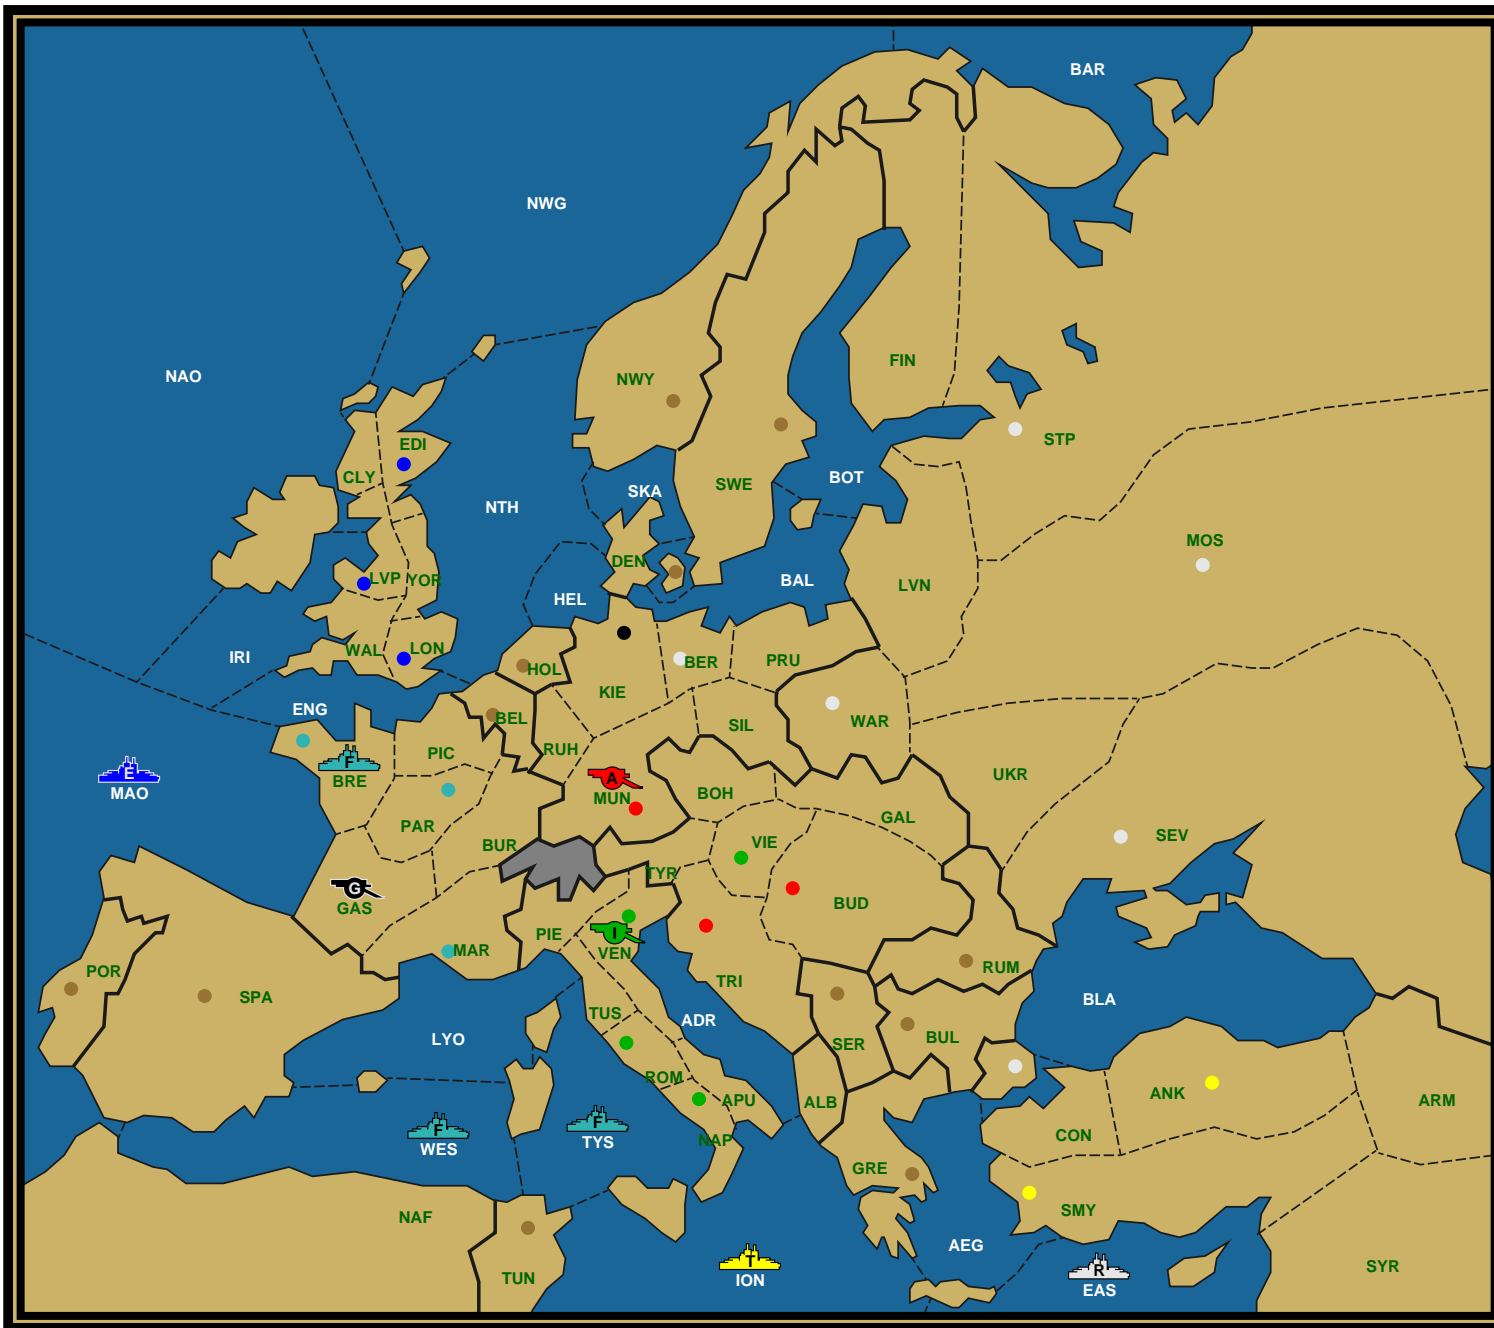 BAR
NWG
NAO
FIN
NWY
STP
EDI
CLY
SWE
BOT
SKA
NTH
MOS
DEN
LVP
YOR
BAL
LVN
HEL
WAL
LON
IRI
HOL
BER
PRU
KIE
ENG
BEL
SIL
WAR
PIC
RUH
F
BRE
E
MAO
A
MUN
BOH
UKR
GAL
PAR
SEV
BUR
VIE
TYR
G
GAS
BUD
I
VEN
PIE
MAR
RUM
POR
SPA
TRI
BLA
TUS
ADR
LYO
BUL
SER
ROM
ANK
APU
ALB
ARM
F
WES
F
TYS
NAP
CON
GRE
SMY
NAF
AEG
T
ION
R
EAS
SYR
TUN